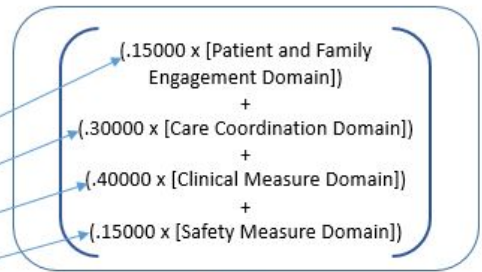 (.15000 x [Patient and Family
Engagement Domain])
+
(.30000 x [Care Coordination Domain])
+
(.40000 x [Clinical Measure Domain])
+
(.15000 x [Safety Measure Domain])